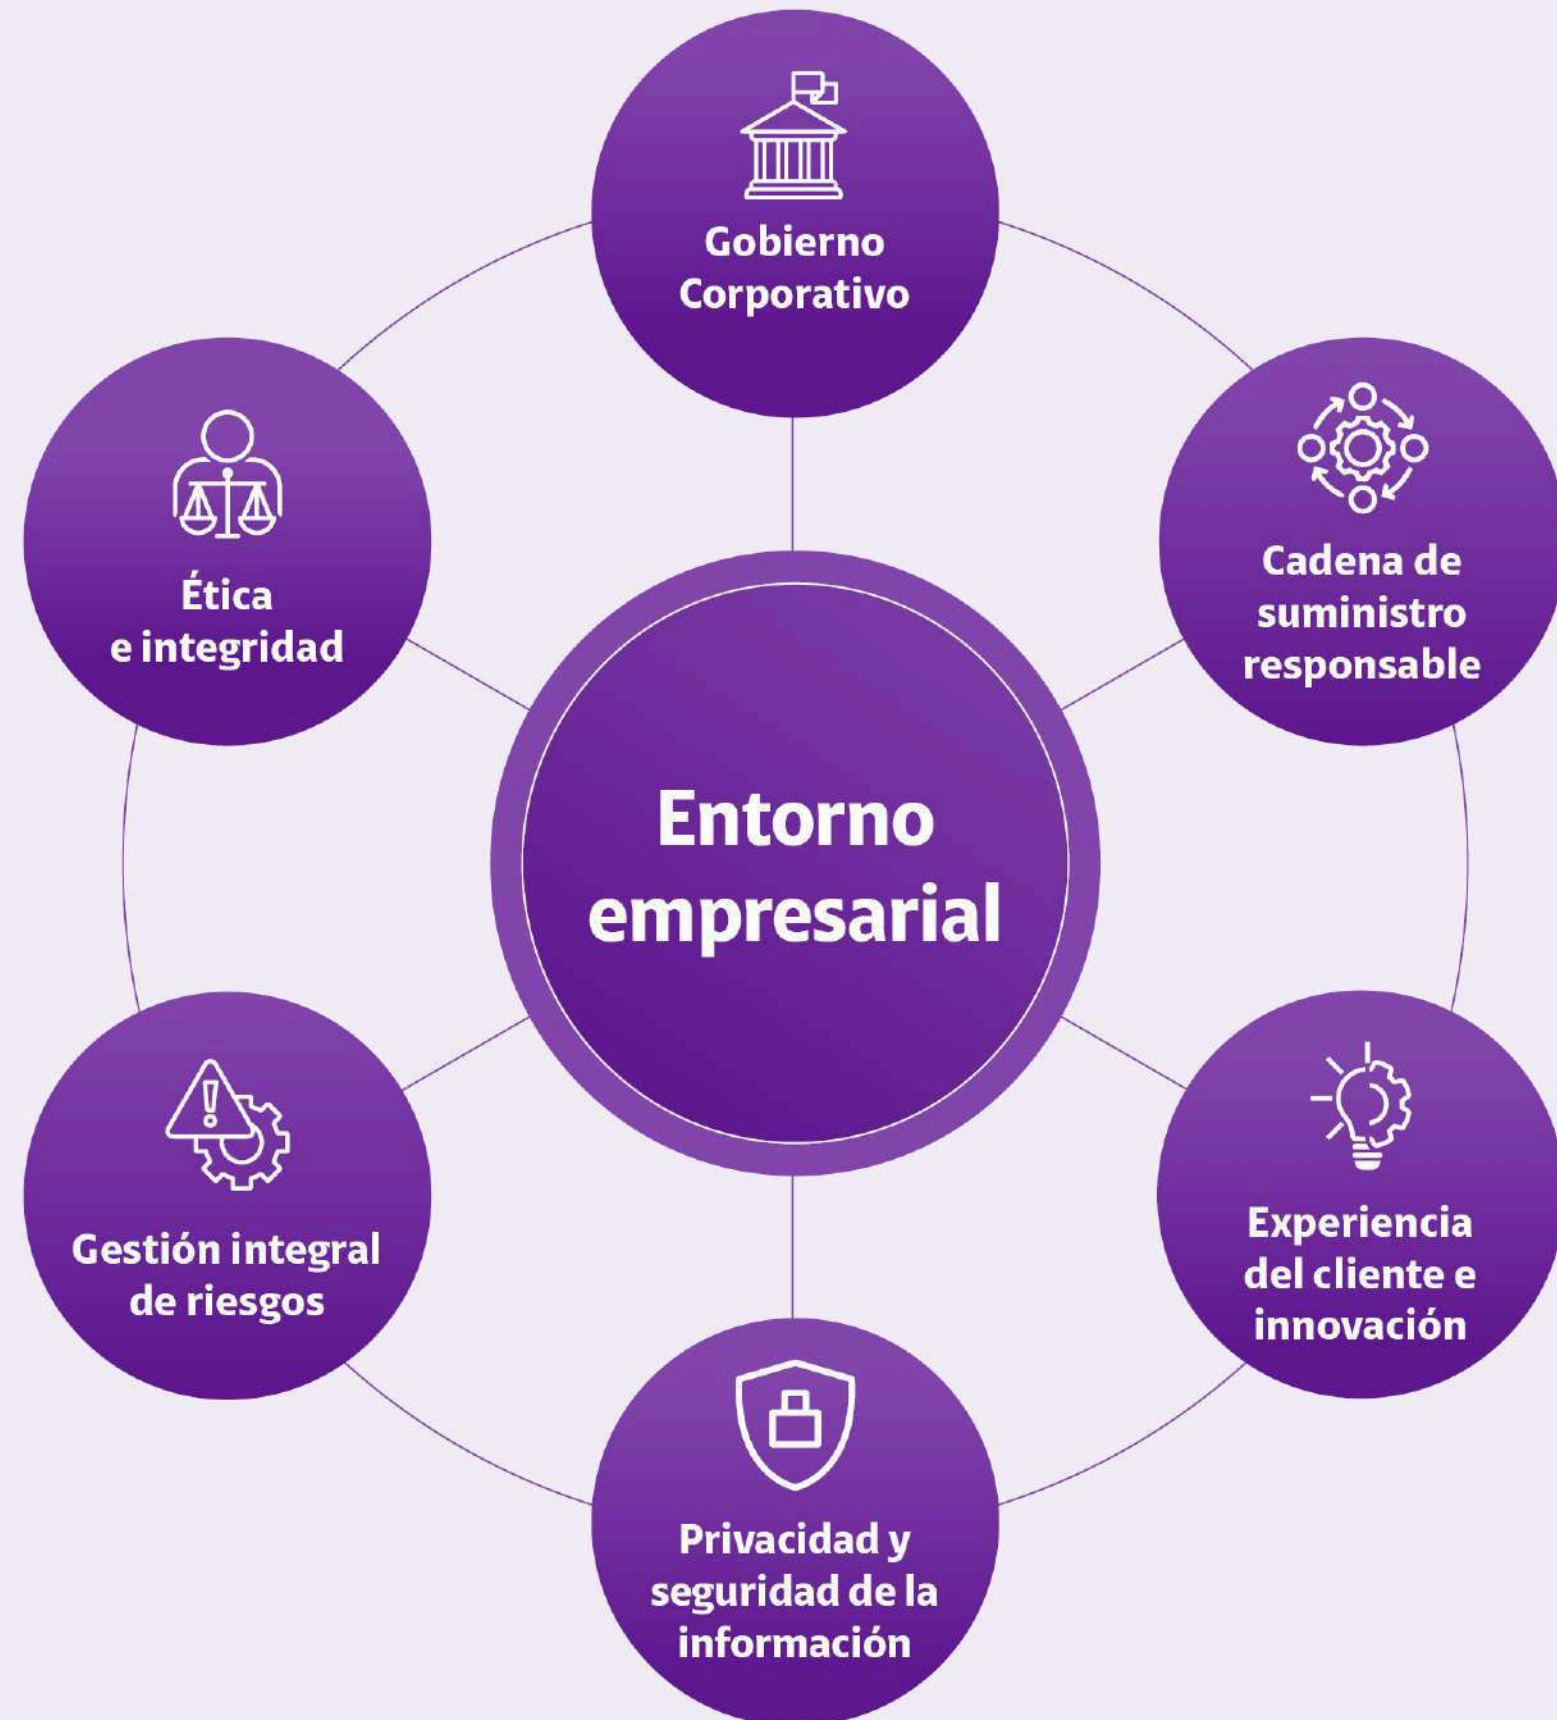 Gobierno
Corporativo
Cadena de
suministro
responsable
Ética
e integridad
Entorno
empresarial
Experiencia
del cliente e
innovación
Gestión integral
de riesgos
Privacidad y
seguridad de la
información